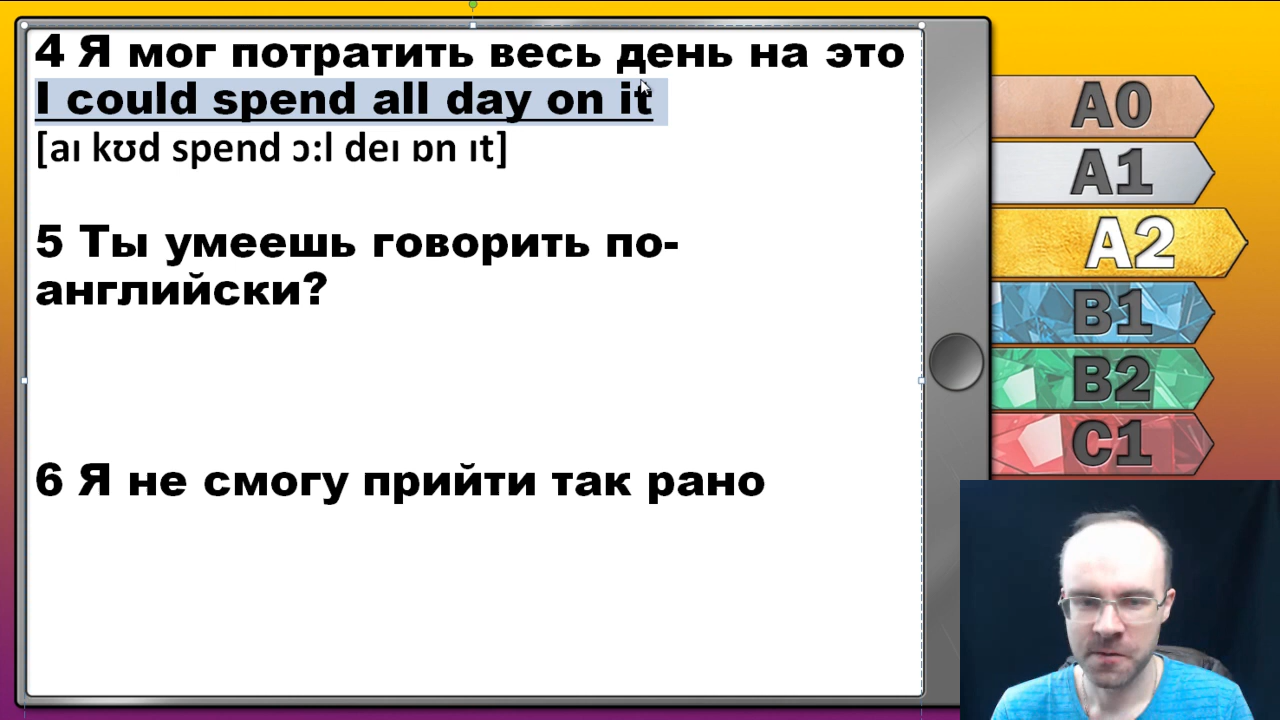 4 Я мог потратить весь день на это
I could spend all day on it
[aɪ kʊd spend ɔ:l deɪ ɒn ɪt]
5 Ты умеешь говорить по-
английски?
6 Я не смогу прийти так рано
A0
A1
A2
B1
B2
C1